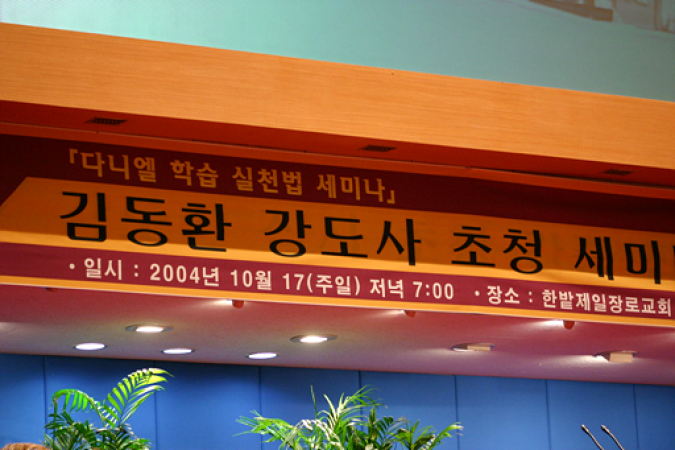 『다니엘 학습 실천법 세미나』
김동환 강도사 초청 세미
• 일시 : 2004년 10월 17(주일) 저녁 7:00 • 장소 : 한밭제일장로교회